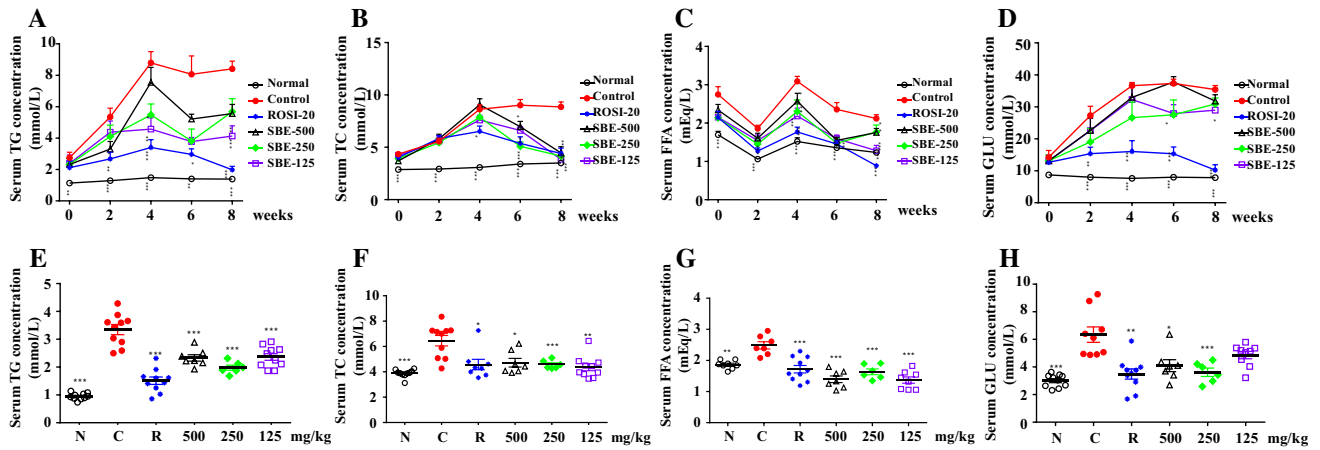 A
Serum TG concentration
(mmol/L)
10
8
6
4
2
0
0 2 4 6 8 weeks
Normal
Control
ROSI-20
SBE-500
SBE-250
SBE-125
B
Serum TC concentration
(mmol/L)
15
10
5
0
0 2 4 6 8 weeks
Normal
Control
ROSI-20
SBE-500
SBE-250
SBE-125
C
Serum FFA concentration
(mEq/L)
4
3
2
1
0
0 2 4 6 8 weeks
Normal
Control
ROSI-20
SBE-500
SBE-250
SBE-125
D
Serum GLU concentration
(mmol/L)
50
40
30
20
10
0
0 2 4 6 8 weeks
Normal
Control
ROSI-20
SBE-500
SBE-250
SBE-125
E
Serum TG concentration
(mmol/L)
5
4
3
2
1
0
*** *** *** *** ***
N C R 500 250 125 mg/kg
F
Serum TC concentration
(mmol/L)
10
8
6
4
2
0
*** * * *** **
N C R 500 250 125 mg/kg
G
Serum FFA concentration
(mEq/L)
4
3
2
1
0
** *** *** *** ***
N C R 500 250 125 mg/kg
H
Serum GLU concentration
(mmol/L)
10
8
6
4
2
0
*** ** * ***
N C R 500 250 125 mg/kg